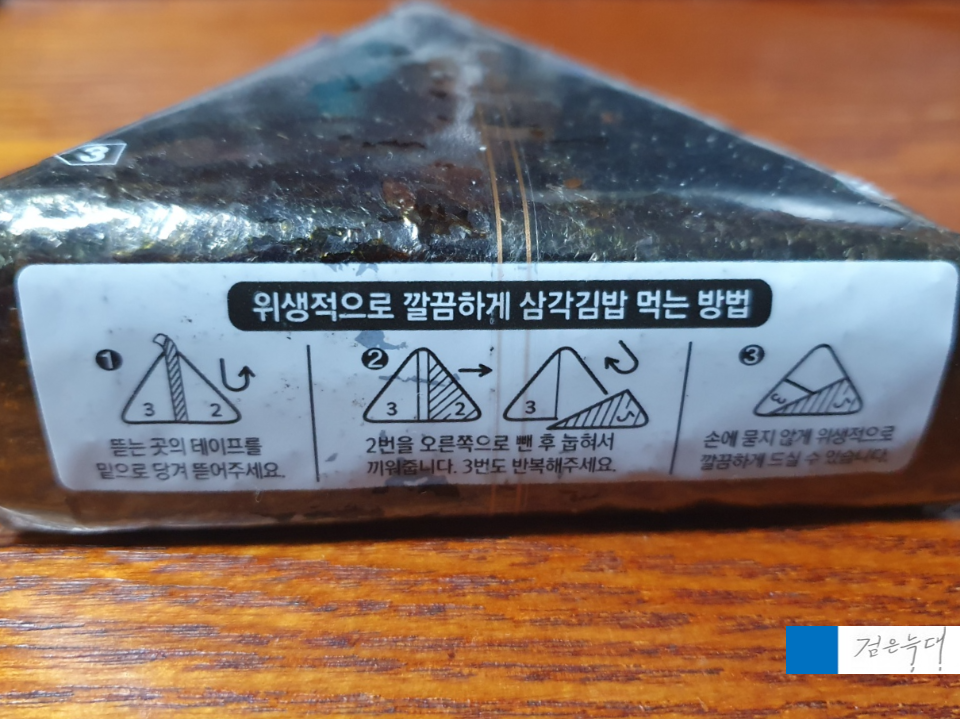 3
위생적으로 깔끔하게 삼각김밥 먹는 방법
1
3 2
뜯는 곳의 테이프를
밑으로 당겨 뜯어주세요.
2
3 2
3 2
2번을 오른쪽으로 뺀 후 눕혀서
끼워줍니다. 3번도 반복해주세요.
3
3 2
손에 묻지 않게 위생적으로
깔끔하게 드실 수 있습니다.
검은늑대!